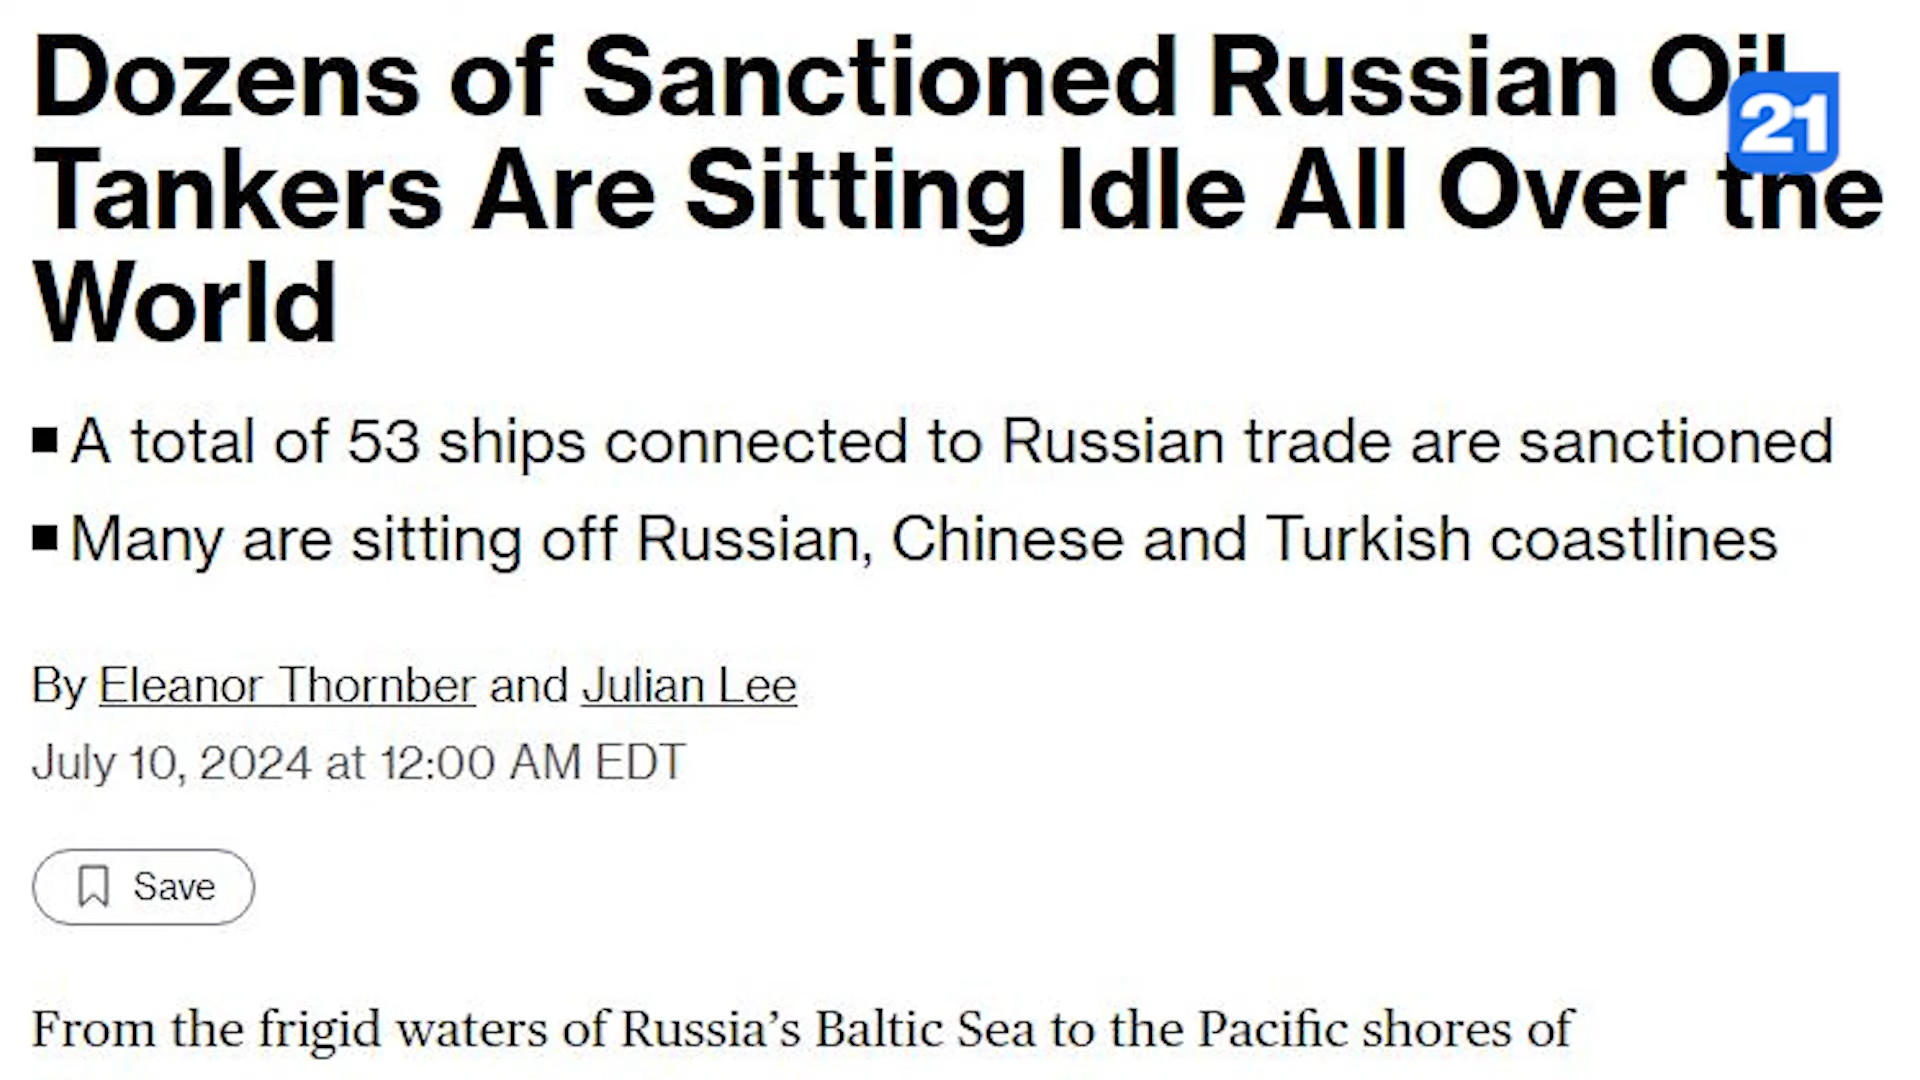 Dozens of Sanctioned Russian Oil
21
Tankers Are Sitting Idle All Over the
World
A total of 53 ships connected to Russian trade are sanctioned
Many are sitting off Russian, Chinese and Turkish coastlines
By Eleanor Thornber and Julian Lee
July 10, 2024 at 12:00 AM EDT
Save
From the frigid waters of Russia’s Baltic Sea to the Pacific shores of